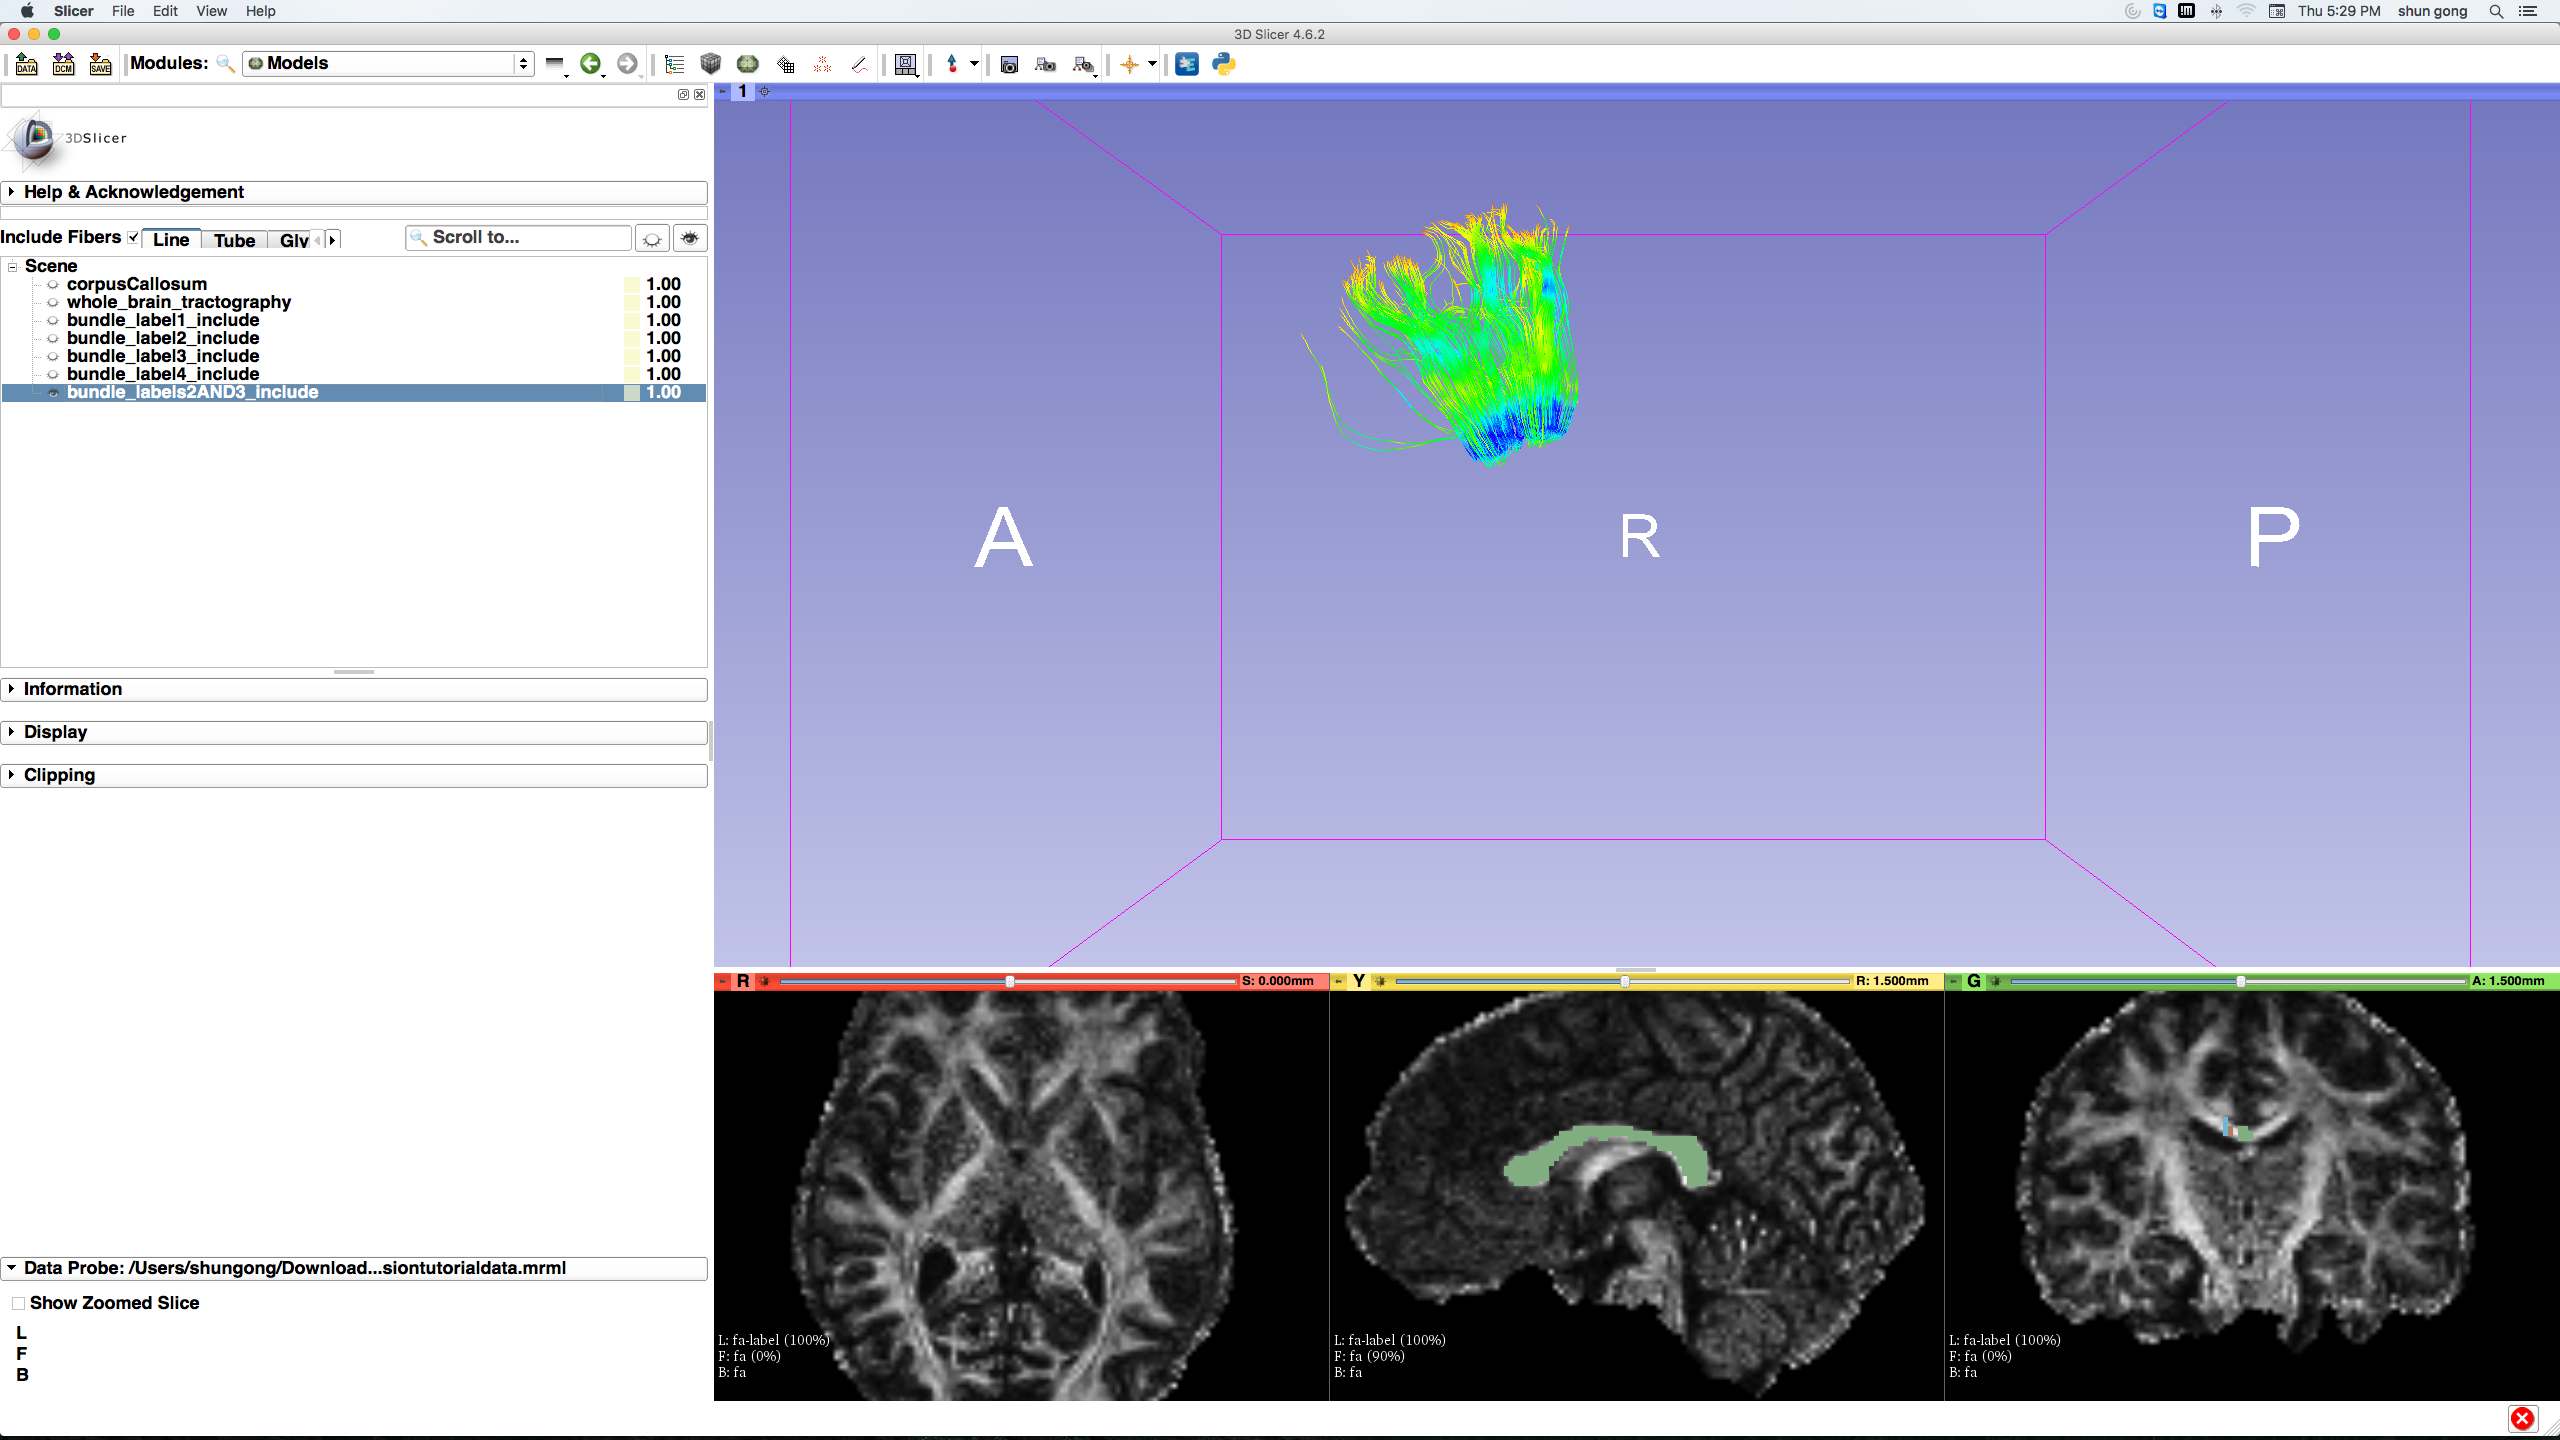 Slicer File Edit View Help
Thu 5:29 PM shun gong
3D Slicer 4.6.2
DATA DCM SAVE Modules: Models
3DSlicer
Help & Acknowledgement
Include Fibers Line Tube Gly Scroll to...
Scene
corpusCallosum 1.00
whole_brain_tractography 1.00
bundle_label1_include 1.00
bundle_label2_include 1.00
bundle_label3_include 1.00
bundle_label4_include 1.00
bundle_labels2AND3_include 1.00
Information
Display
Clipping
Data Probe: /Users/shungong/Download...siontutorialdata.mrml
Show Zoomed Slice
L
F
B
1
A
R
P
R S: 0.000mm
L: fa-label (100%)
F: fa (0%)
B: fa
Y R: 1.500mm
L: fa-label (100%)
F: fa (90%)
B: fa
G A: 1.500mm
L: fa-label (100%)
F: fa (0%)
B: fa